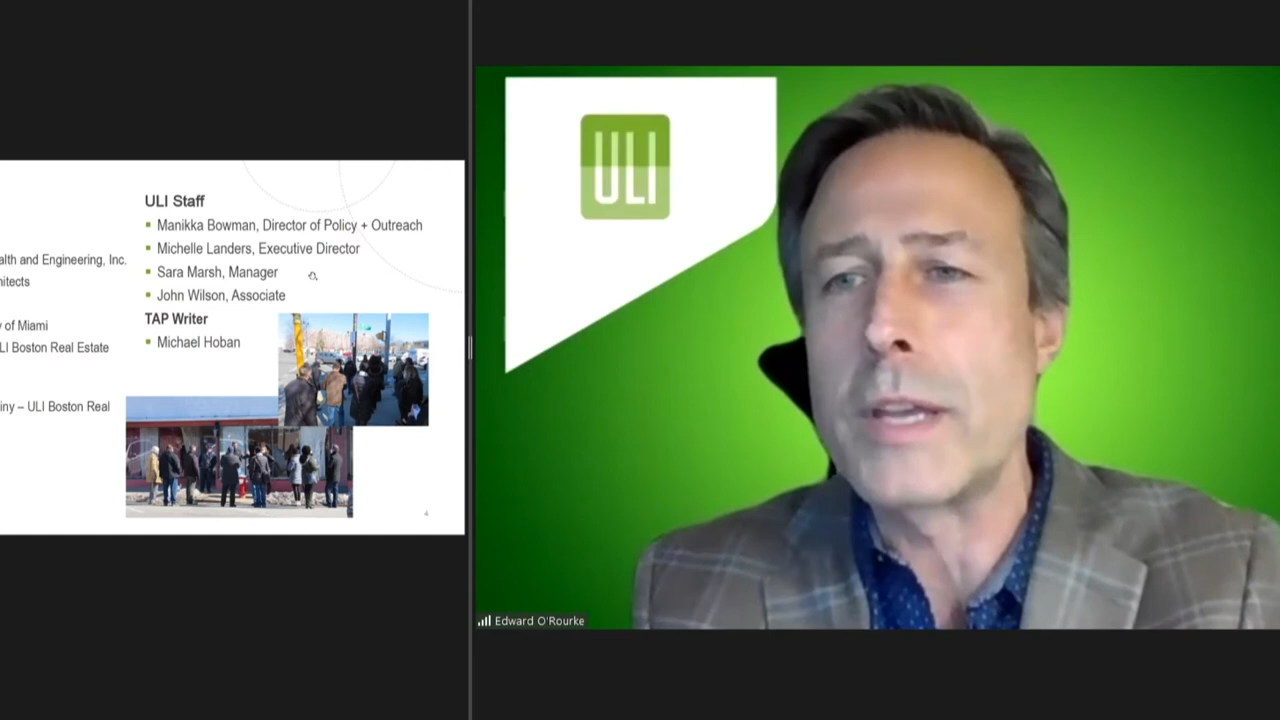 alth and Engineering, Inc.
hitects
y of Miami
LI Boston Real Estate
iny – ULI Boston Real
ULI Staff
Manikka Bowman, Director of Policy + Outreach
Michelle Landers, Executive Director
Sara Marsh, Manager
John Wilson, Associate
TAP Writer
Michael Hoban
4
ULI
Edward O'Rourke